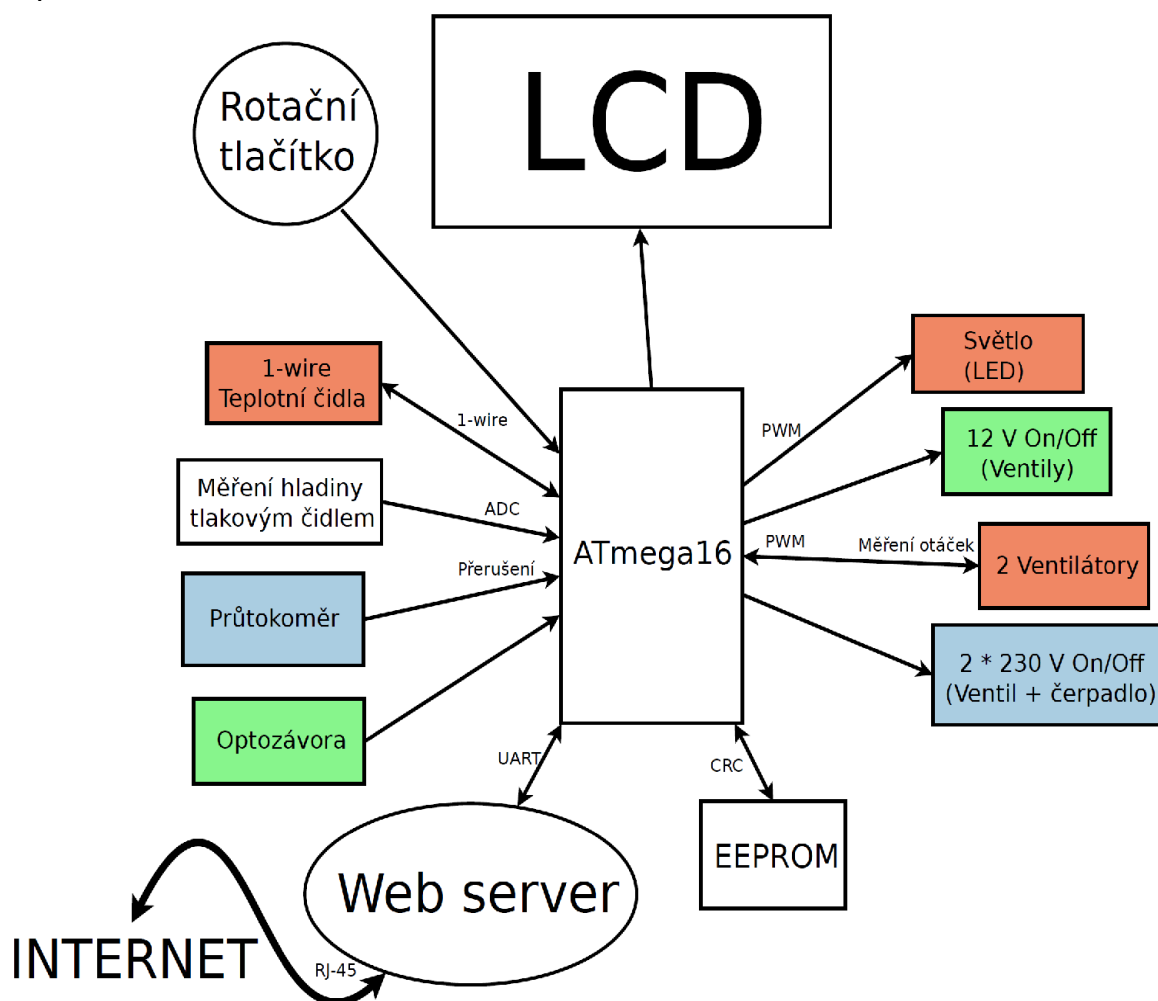 Rotační
tlačítko
LCD
1-wire
Teplotní čidla
1-wire
Měření hladiny
tlakovým čidlem
ADC
Průtokoměr
Přerušení
Optozávora
ATmega16
PWM
Světlo
(LED)
12 V On/Off
(Ventily)
PWM
Měření otáček
2 Ventilátory
2 * 230 V On/Off
(Ventil + čerpadlo)
UART
CRC
Web server
EEPROM
INTERNET
RJ-45